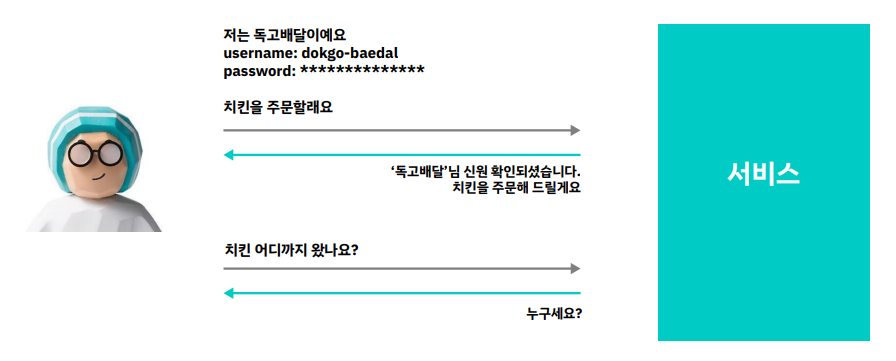 저는 독고배달이예요
username: dokgo-baedal
password: **************
치킨을 주문할래요
‘독고배달’님 신원 확인되셨습니다.
치킨을 주문해 드릴게요
서비스
치킨 어디까지 왔나요?
누구세요?